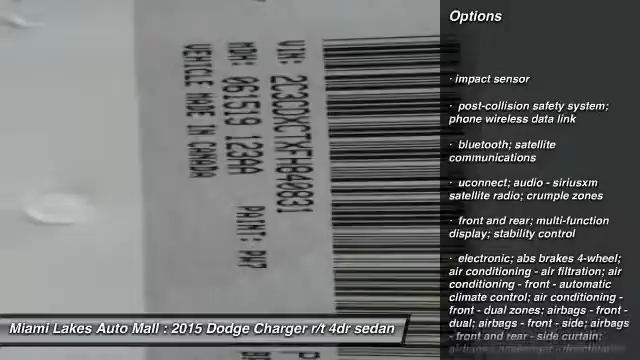 Options
· impact sensor
· post-collision safety system;
phone wireless data link
· bluetooth; satellite
communications
· uconnect; audio - siriusxm
satellite radio; crumple zones
· front and rear; multi-function
display; stability control
· electronic; abs brakes 4-wheel;
air conditioning - air filtration; air
conditioning - front - automatic
climate control; air conditioning -
front - dual zones; airbags - front -
dual; airbags - front - side; airbags
- front and rear - side curtain;
VIN: 2C3CDXCTXFH840831
MDH: 061519 123AA PAINT: PW7
VEHICLE MADE IN CANADA
Miami Lakes Auto Mall : 2015 Dodge Charger r/t 4dr sedan